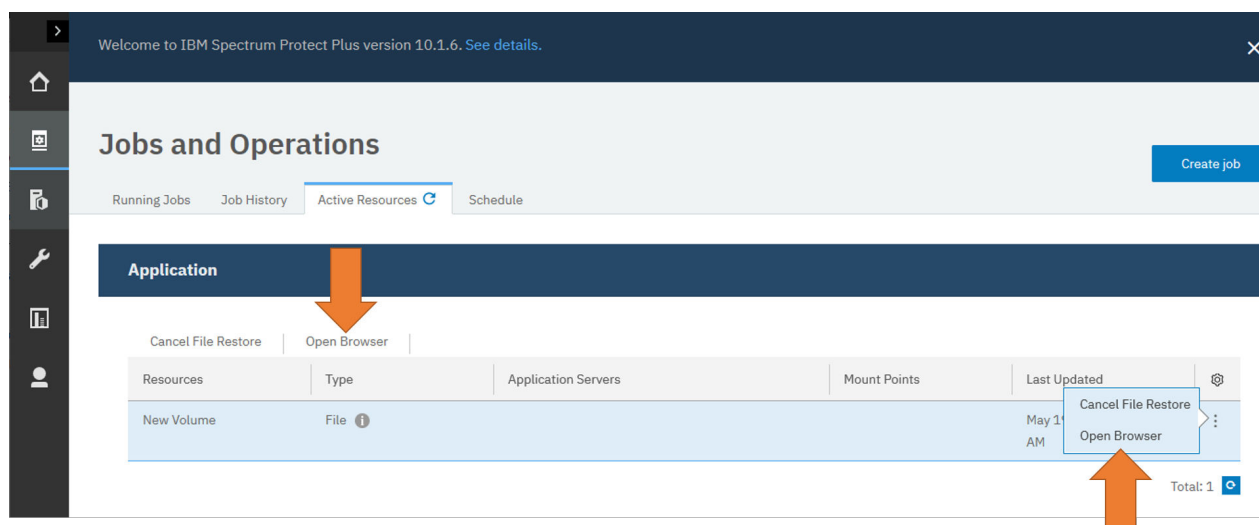 Welcome to IBM Spectrum Protect Plus version 10.1.6. See details.
Jobs and Operations
Create job
Running Jobs Job History Active Resources Schedule
Application
Cancel File Restore Open Browser
Resources Type Application Servers Mount Points Last Updated
New Volume File May 1
AM
Cancel File Restore
Open Browser
Total: 1